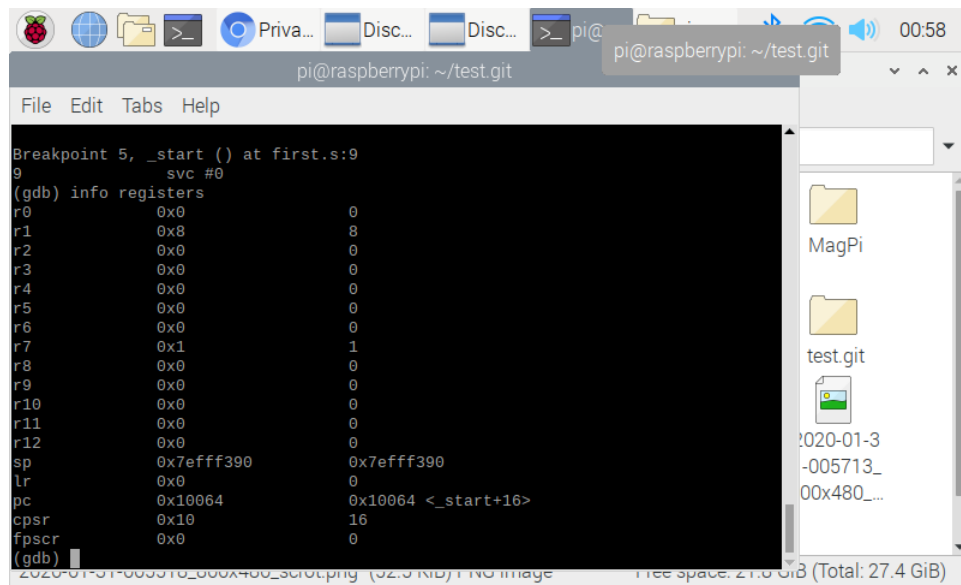 Priva...
Disc...
Disc...
pi@
00:58
pi@raspberrypi: ~/test.git
pi@raspberrypi: ~/test.git
File Edit Tabs Help
Breakpoint 5, _start () at first.s:9
9 svc #0
(gdb) info registers
r0 0x0 0
r1 0x8 8
r2 0x0 0
r3 0x0 0
r4 0x0 0
r5 0x0 0
r6 0x0 0
r7 0x1 1
r8 0x0 0
r9 0x0 0
r10 0x0 0
r11 0x0 0
r12 0x0 0
sp 0x7efff390 0x7efff390
lr 0x0 0
pc 0x10064 0x10064 <_start+16>
cpsr 0x10 16
fpscr 0x0 0
(gdb)
MagPi
test.git
2020-01-3
-005713_
00x480_...
(Total: 27.4 GiB)